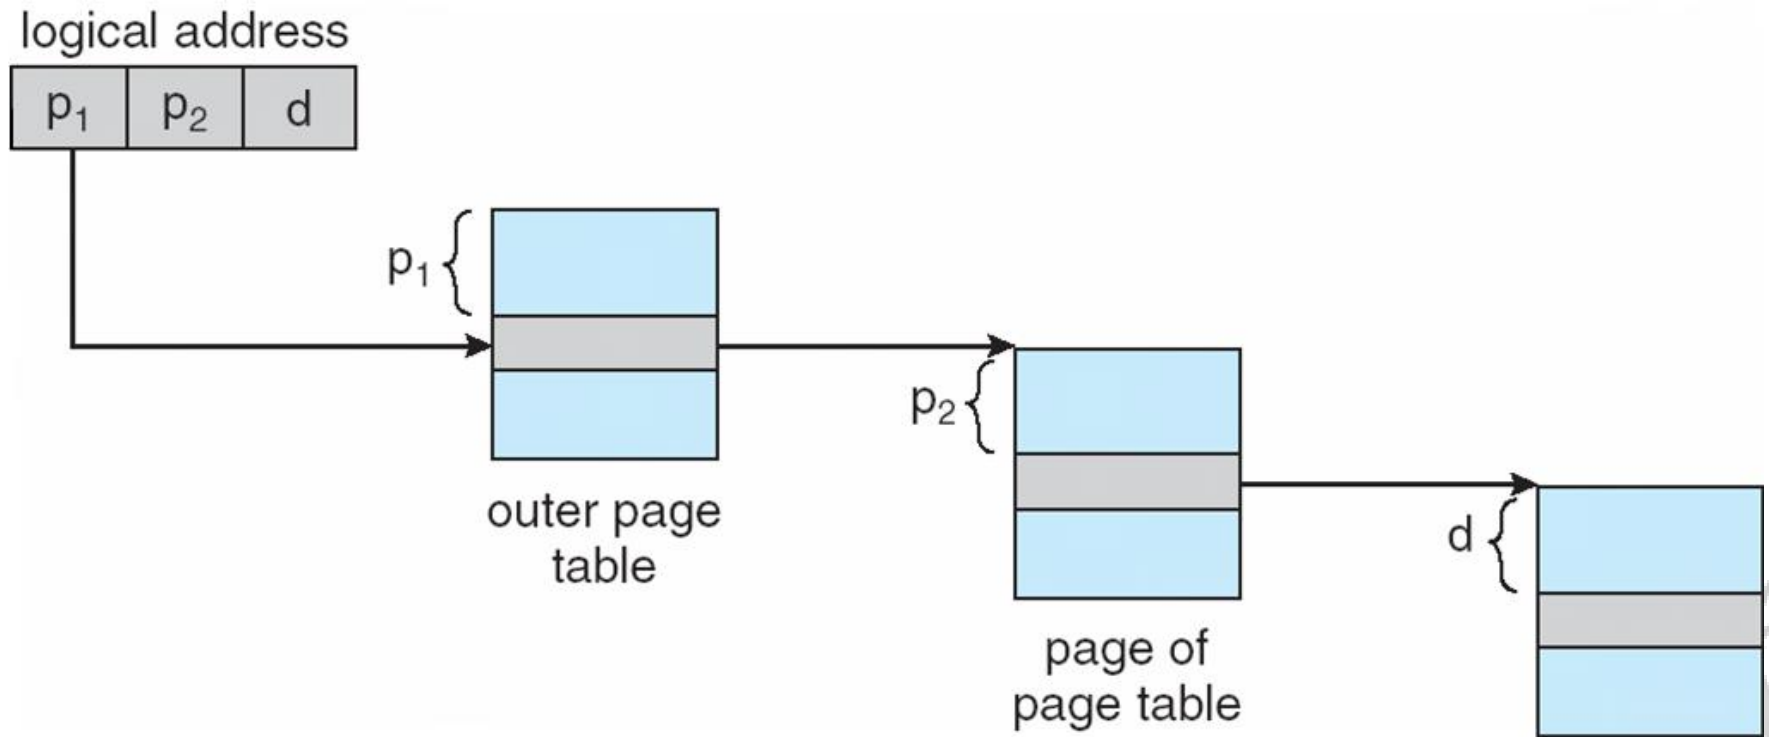 logical address
p₁ p₂ d
p₁
outer page
table
p₂
page of
page table
d